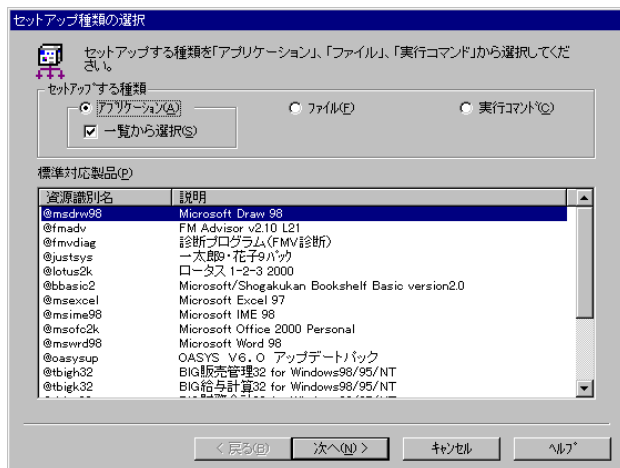 セットアップ種類の選択
セットアップする種類を「アプリケーション」、「ファイル」、「実行コマンド」から選択してくだ
さい。
ｾｯﾄｱｯﾌﾟする種類
ｱﾌﾟﾘｹｰｼｮﾝ(A) ﾌｧｲﾙ(F) 実行ｺﾏﾝﾄﾞ(C)
一覧から選択(S)
標準対応製品(P)
資源識別名 説明
@msdrw98 Microsoft Draw 98
@fmadv FM Advisor v2.10 L21
@fmvdiag 診断プログラム(FMV診断)
@justsys 一太郎9・花子9パック
@lotus2k ロータス 1-2-3 2000
@bbasic2 Microsoft/Shogakukan Bookshelf Basic version2.0
@msexcel Microsoft Excel 97
@msime98 Microsoft IME 98
@msofc2k Microsoft Office 2000 Personal
@mswrd98 Microsoft Word 98
@oasysup OASYS V6.0 アップデートパック
@tbigh32 BIG販売管理32 for Windows98/95/NT
@tbigk32 BIG給与計算32 for Windows98/95/NT
< 戻る(B) 次へ(N) > ｷｬﾝｾﾙ ﾍﾙﾌﾟ